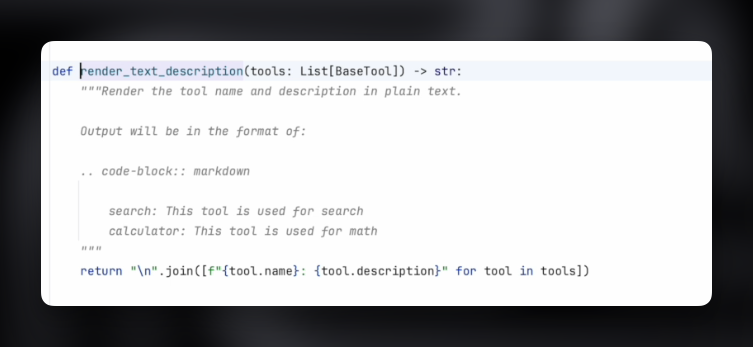 def render_text_description(tools: List[BaseTool]) -> str:
"""Render the tool name and description in plain text.
Output will be in the format of:
.. code-block:: markdown
search: This tool is used for search
calculator: This tool is used for math
"""
return "\n".join([f"{tool.name}: {tool.description}" for tool in tools])